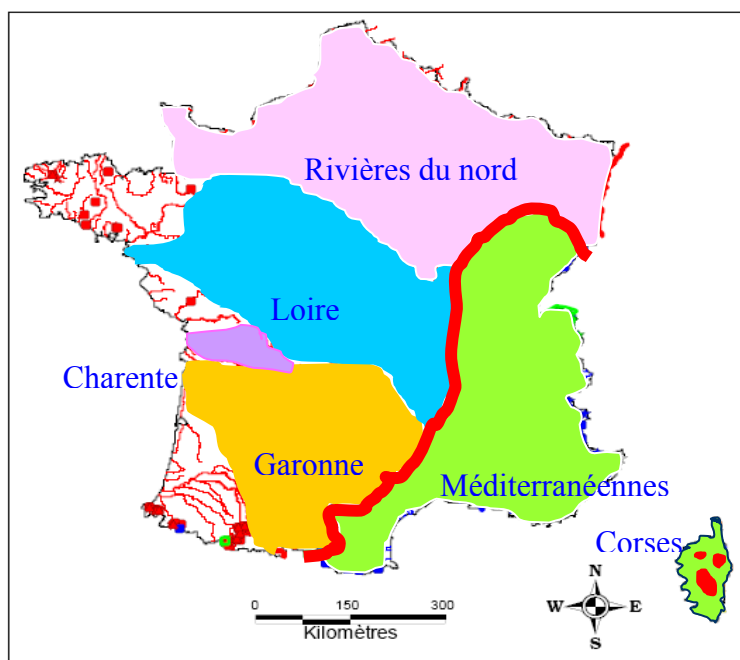 Rivières du nord
Loire
Charente
Garonne
Méditerranéennes
Corses
N
W E
S
0 150 300
Kilomètres